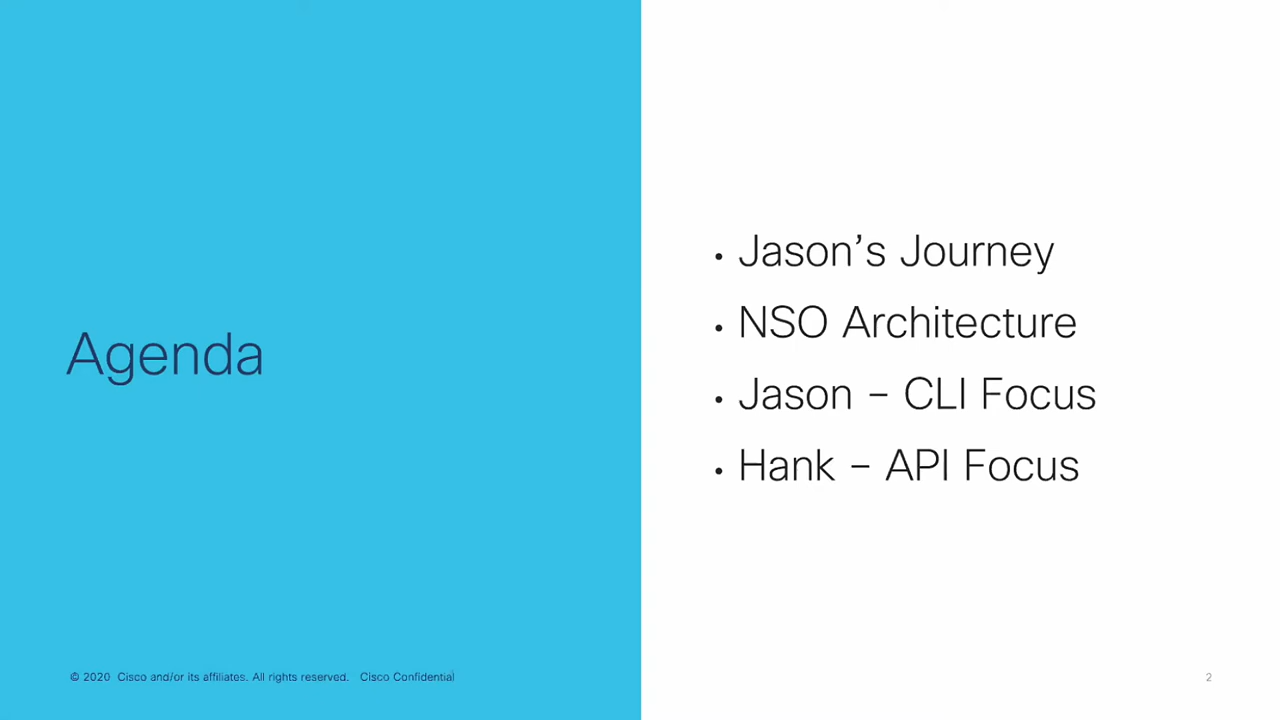 Agenda
• Jason’s Journey
• NSO Architecture
• Jason – CLI Focus
• Hank – API Focus
© 2020 Cisco and/or its affiliates. All rights reserved. Cisco Confidential
2